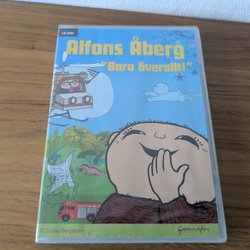 Alfons Åberg
"Bara överallt!"
© Gunilla Bergström